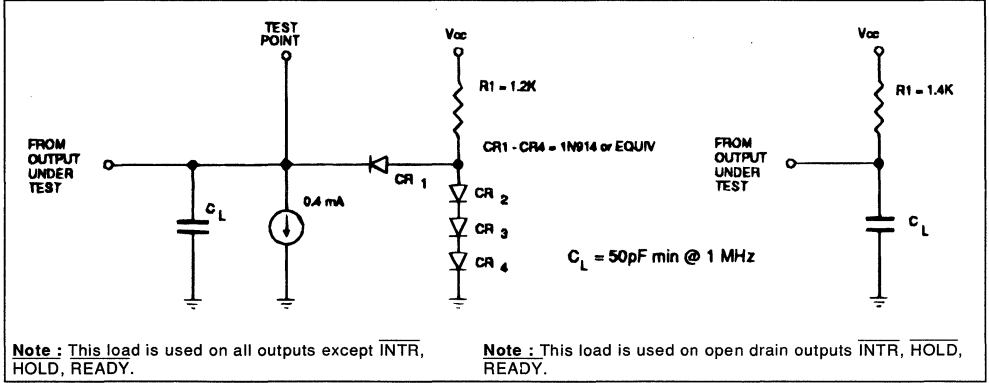 TEST
POINT
Vcc
R1 = 1.2K
FROM
OUTPUT
UNDER
TEST
CR1 - CR4 = 1N914 or EQUIV
CR 1
CL
0.4 mA
CR 2
CR 3
CR 4
CL = 50pF min @ 1 MHz
Vcc
R1 = 1.4K
FROM
OUTPUT
UNDER
TEST
CL
Note : This load is used on all outputs except INTR,
HOLD, READY.
Note : This load is used on open drain outputs INTR, HOLD,
READY.